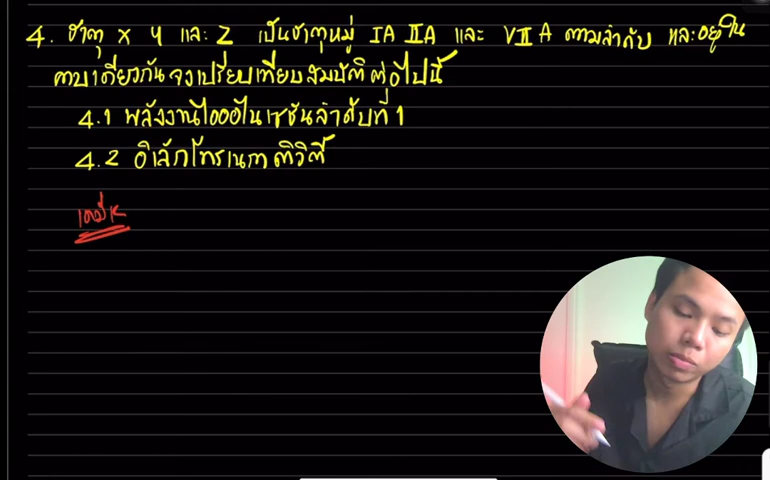 4. ธาตุ X Y และ Z เป็นธาตุหมู่ IA IIA และ VIIA ตามลำดับ และอยู่ใน
คาบเดียวกัน จงเปรียบเทียบสมบัติต่อไปนี้
4.1 พลังงานไอออไนเซชันลำดับที่ 1
4.2 อิเล็กโทรเนกาติวิตี